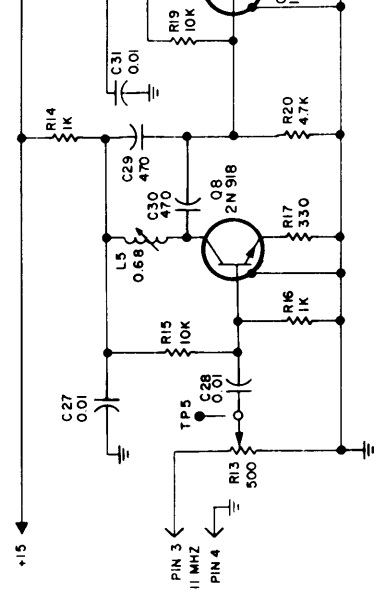 R19
10K
C31
0.01
R14
1K
C29
470
C30
470
Q8
2N918
R20
4.7K
L5
0.68
R17
330
R15
10K
R16
1K
C27
0.01
C28
0.01
TP5
R13
500
+15
PIN 3
11 MHZ
PIN 4